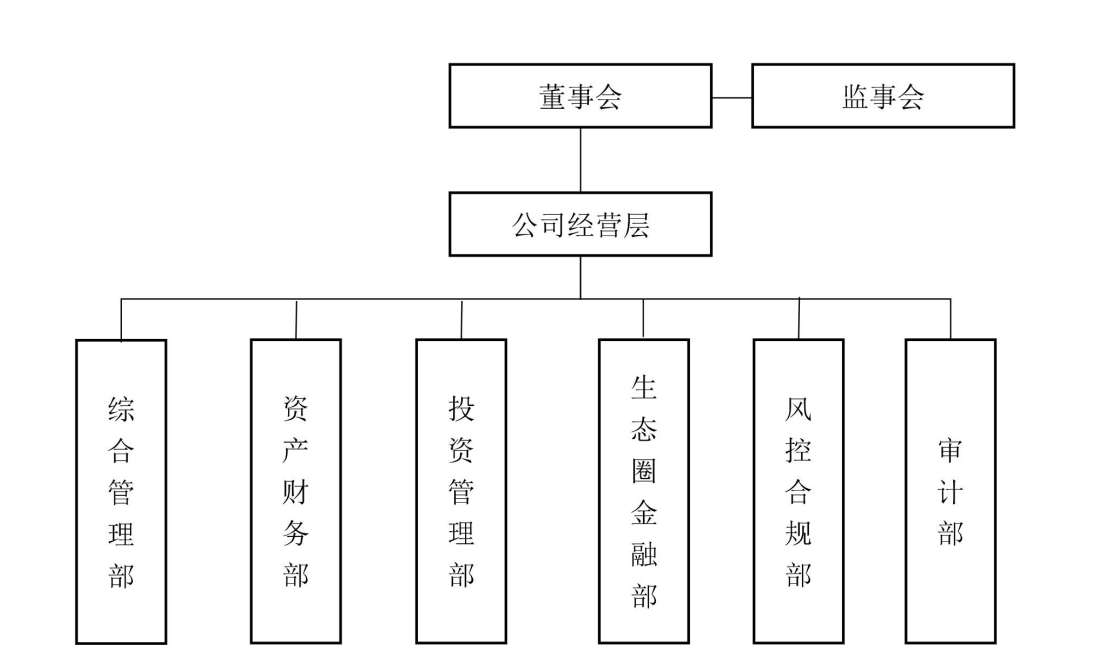 董事会
监事会
公司经营层
综合管理部
资产财务部
投资管理部
生态圈金融部
风控合规部
审计部